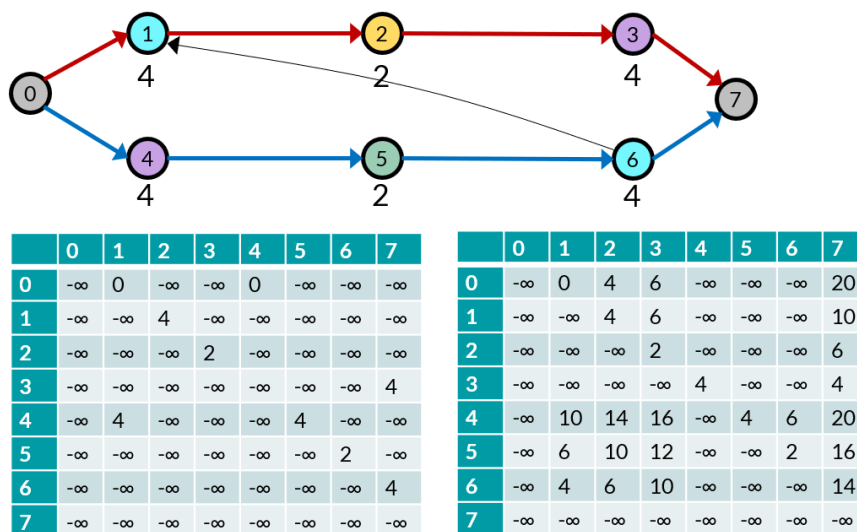 1 2 3
4 2 4
0 7
4 5 6
4 2 4
0 1 2 3 4 5 6 7
0 -∞ 0 -∞ -∞ 0 -∞ -∞ -∞
1 -∞ -∞ 4 -∞ -∞ -∞ -∞ -∞
2 -∞ -∞ -∞ 2 -∞ -∞ -∞ -∞
3 -∞ -∞ -∞ -∞ -∞ -∞ -∞ 4
4 -∞ 4 -∞ -∞ -∞ 4 -∞ -∞
5 -∞ -∞ -∞ -∞ -∞ -∞ 2 -∞
6 -∞ -∞ -∞ -∞ -∞ -∞ -∞ 4
7 -∞ -∞ -∞ -∞ -∞ -∞ -∞ -∞
0 1 2 3 4 5 6 7
0 -∞ 0 4 6 -∞ -∞ -∞ 20
1 -∞ -∞ 4 6 -∞ -∞ -∞ 10
2 -∞ -∞ -∞ 2 -∞ -∞ -∞ 6
3 -∞ -∞ -∞ -∞ 4 -∞ -∞ 4
4 -∞ 10 14 16 -∞ 4 6 20
5 -∞ 6 10 12 -∞ -∞ 2 16
6 -∞ 4 6 10 -∞ -∞ -∞ 14
7 -∞ -∞ -∞ -∞ -∞ -∞ -∞ -∞